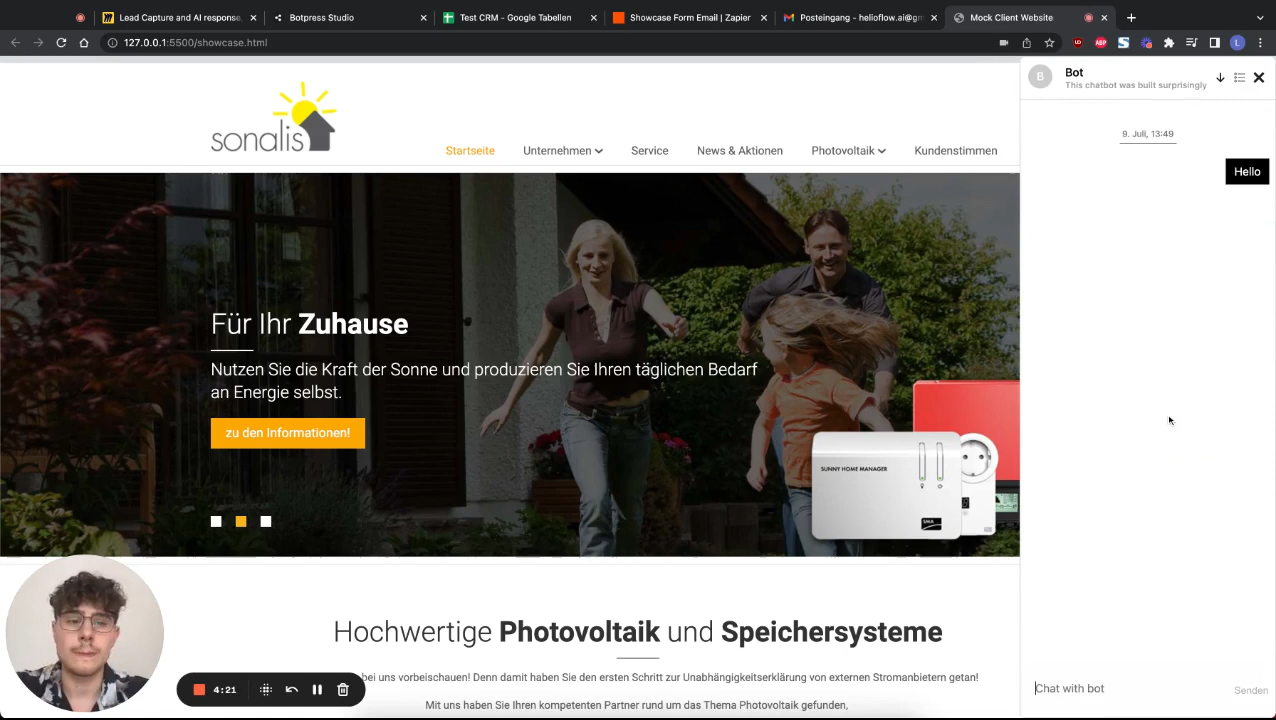 Lead Capture and AI response.
Botpress Studio
Test CRM - Google Tabellen
Showcase Form Email | Zapier
Posteingang - helioflow.ai@gm
Mock Client Website
127.0.0.1:5500/showcase.html
UD
ABP
S
L
sonalis
Startseite
Unternehmen
Service
News & Aktionen
Photovoltaik
Kundenstimmen
B
Bot
This chatbot was built surprisingly
9. Juli, 13:49
Hello
Für Ihr Zuhause
Nutzen Sie die Kraft der Sonne und produzieren Sie Ihren täglichen Bedarf
an Energie selbst.
zu den Informationen!
SUNNY HOME MANAGER
SMA
Hochwertige Photovoltaik und Speichersysteme
bei uns vorbeischauen! Denn damit haben Sie den ersten Schritt zur Unabhängigkeitserklärung von externen Stromanbietern getan!
Mit uns haben Sie Ihren kompetenten Partner rund um das Thema Photovoltaik gefunden,
4:21
Chat with bot
Senden